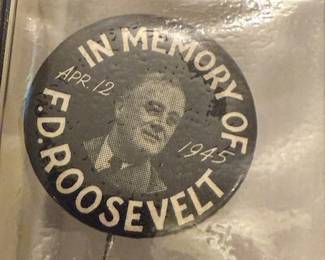 IN MEMORY OF
APR. 12
1945
F.D. ROOSEVELT